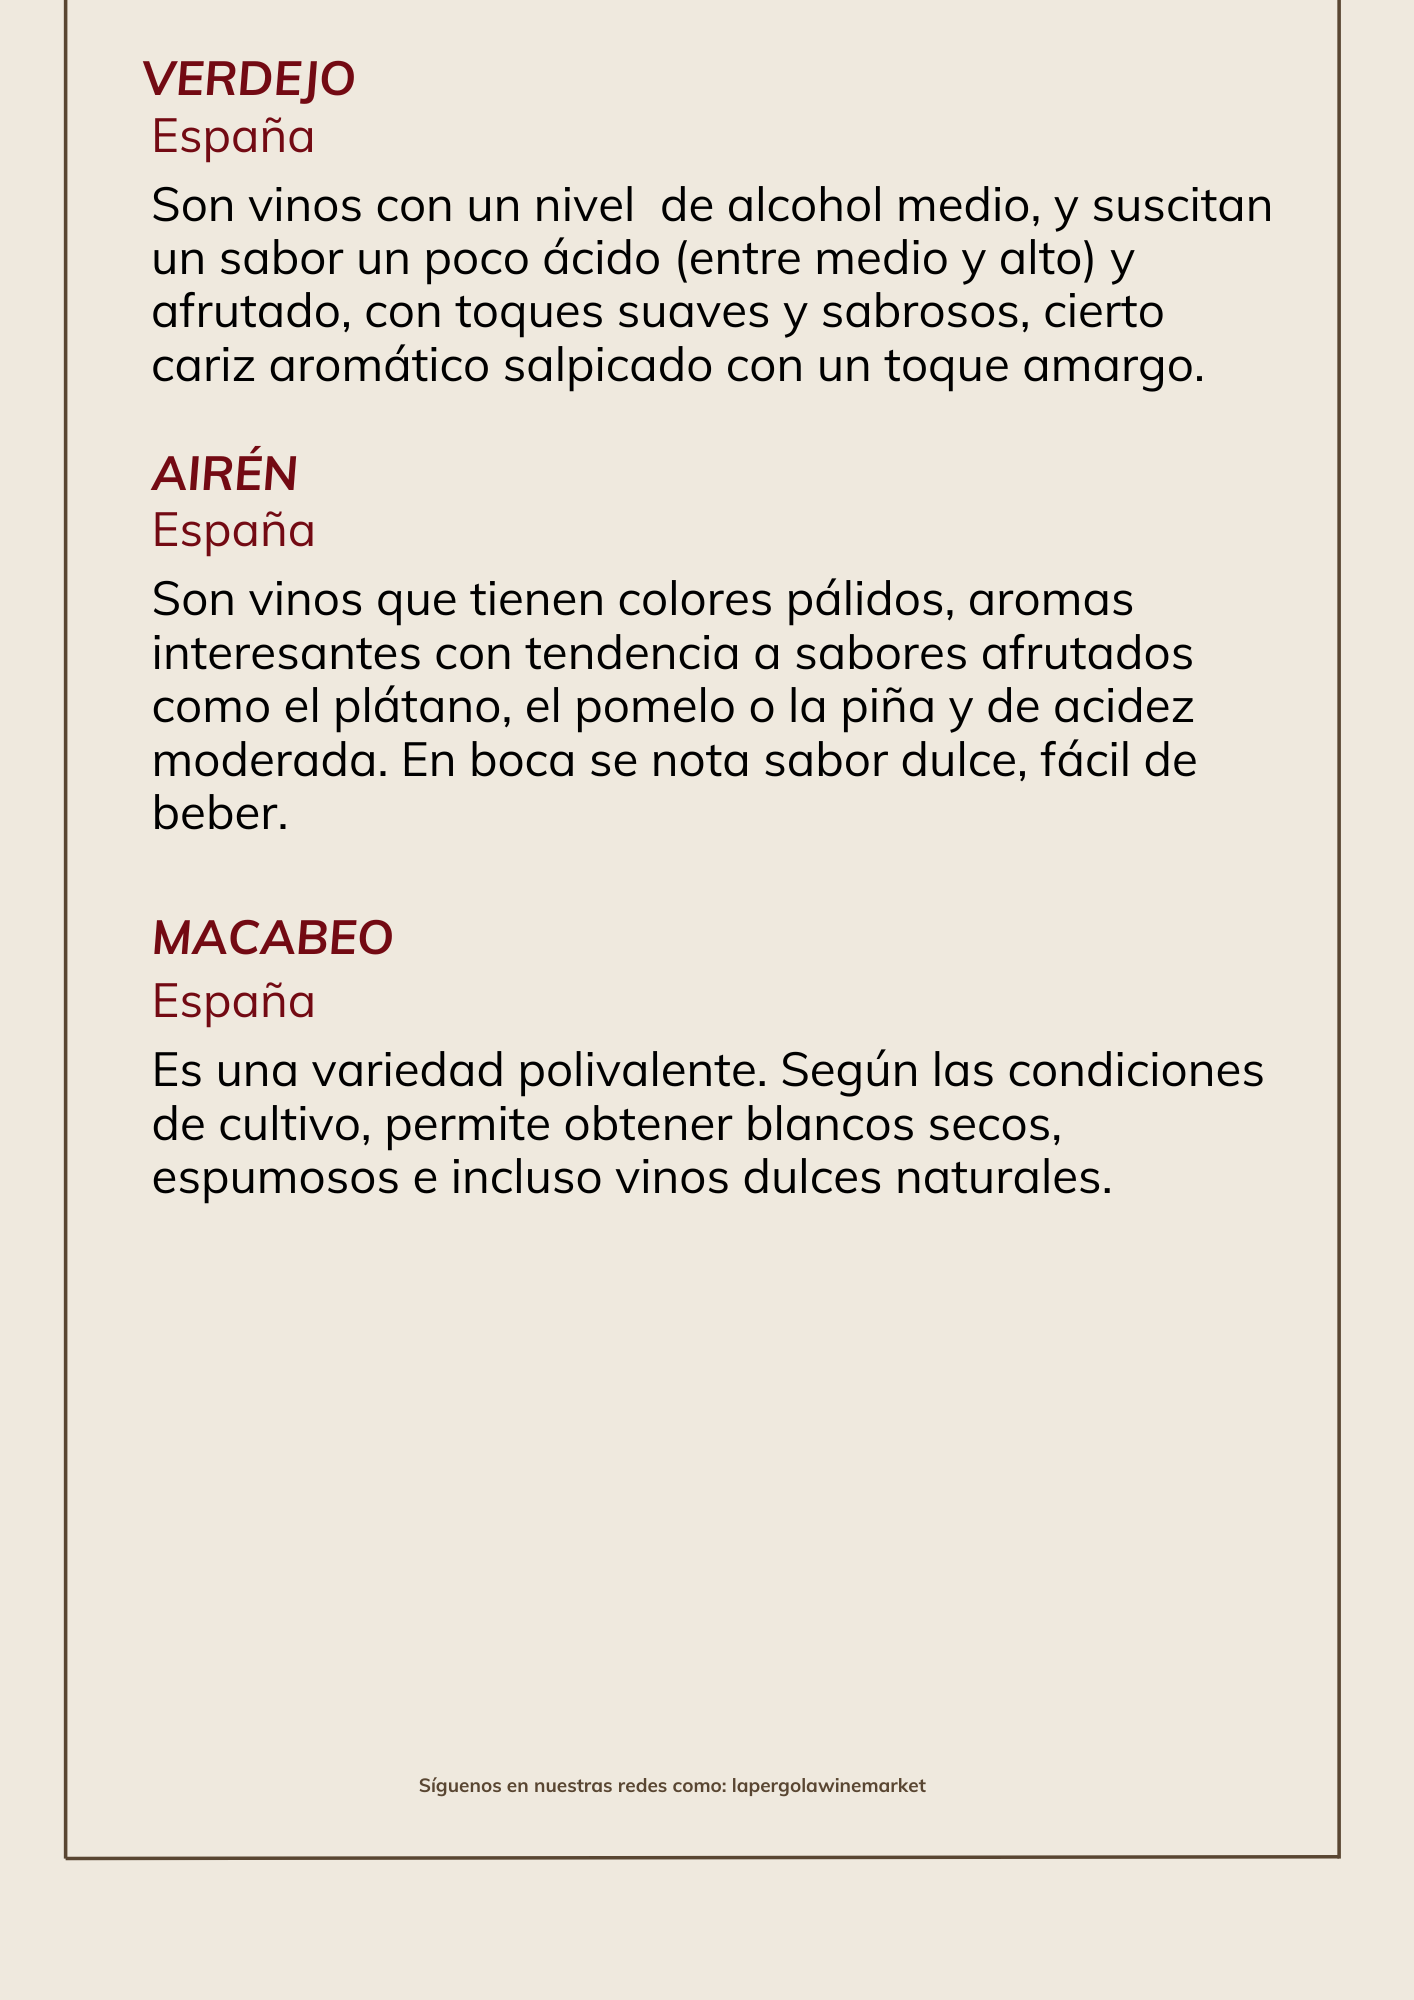 VERDEJO
España
Son vinos con un nivel  de alcohol medio, y suscitan
un sabor un poco ácido (entre medio y alto) y
afrutado, con toques suaves y sabrosos, cierto
cariz aromático salpicado con un toque amargo.
AIRÉN
España
Son vinos que tienen colores pálidos, aromas
interesantes con tendencia a sabores afrutados
como el plátano, el pomelo o la piña y de acidez
moderada. En boca se nota sabor dulce, fácil de
beber.
MACABEO
España
Es una variedad polivalente. Según las condiciones
de cultivo, permite obtener blancos secos,
espumosos e incluso vinos dulces naturales.
Síguenos en nuestras redes como: lapergolawinemarket